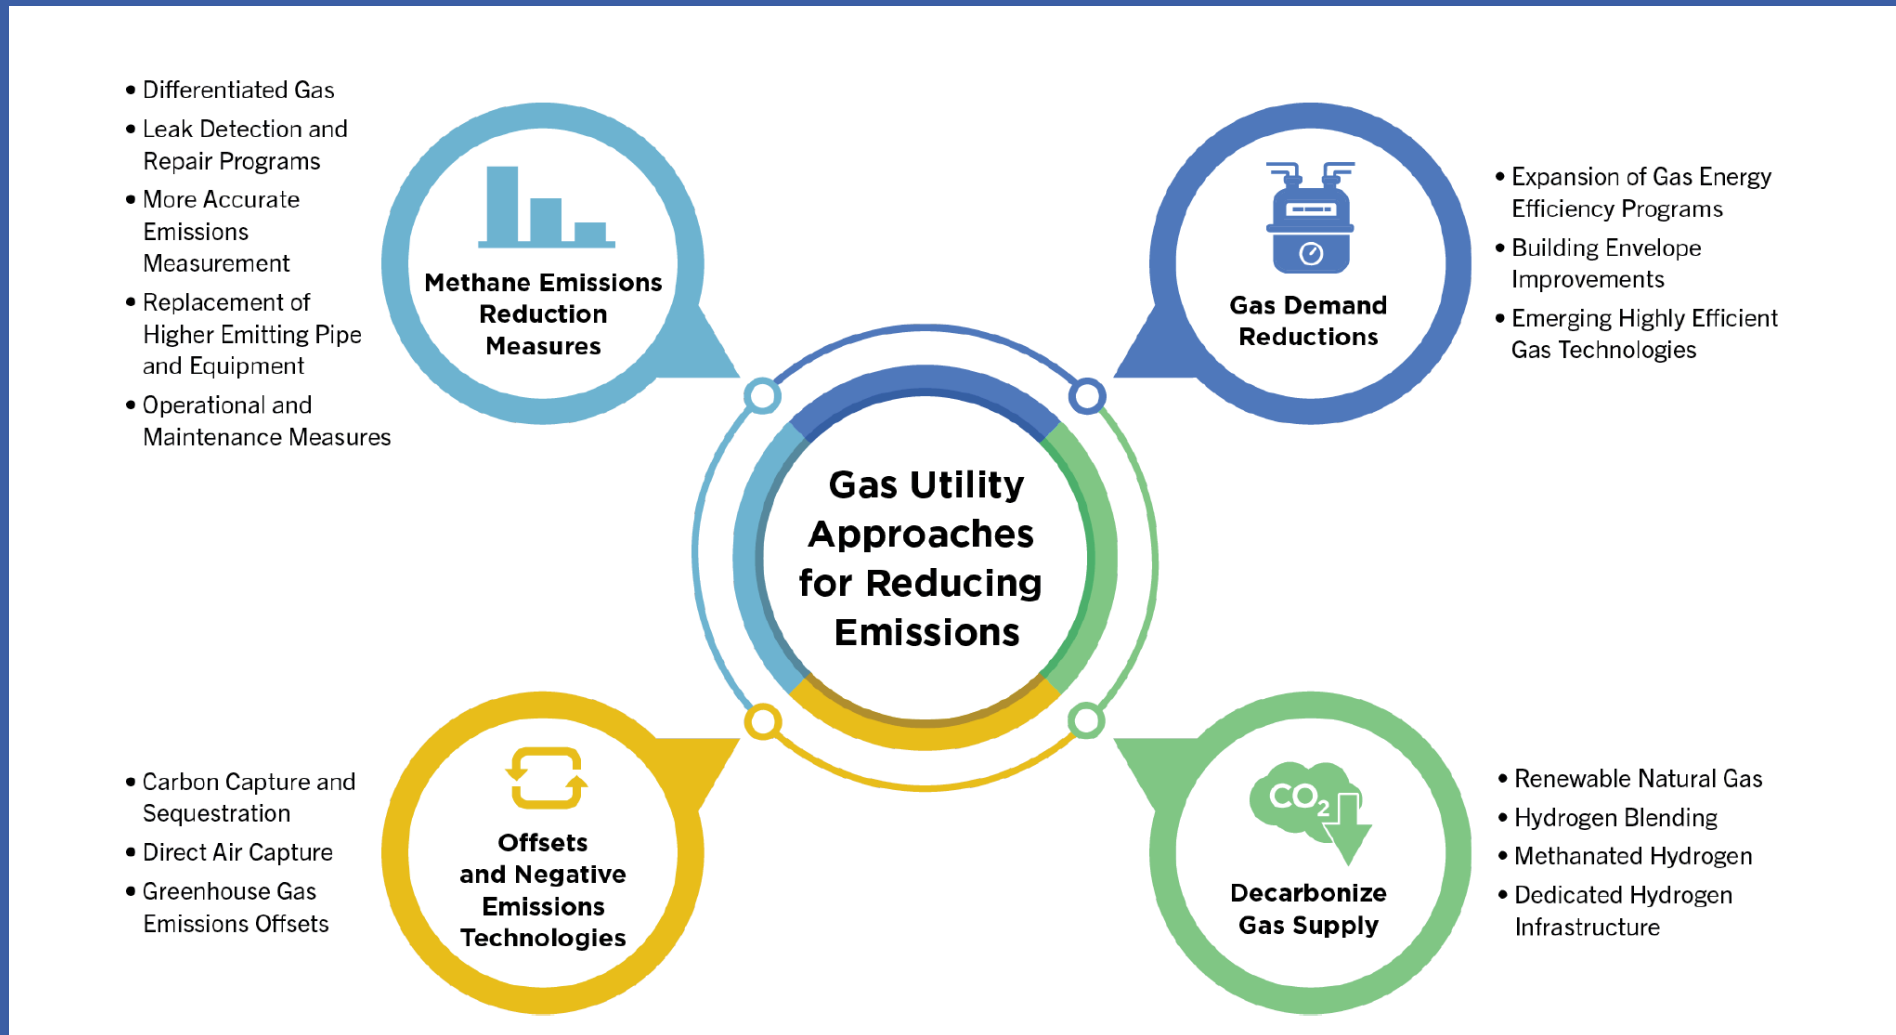 • Differentiated Gas
• Leak Detection and
Repair Programs
• More Accurate
Emissions
Measurement
• Replacement of
Higher Emitting Pipe
and Equipment
• Operational and
Maintenance Measures
Methane Emissions
Reduction
Measures
Gas Demand
Reductions
• Expansion of Gas Energy
Efficiency Programs
• Building Envelope
Improvements
• Emerging Highly Efficient
Gas Technologies
Gas Utility
Approaches
for Reducing
Emissions
• Carbon Capture and
Sequestration
• Direct Air Capture
• Greenhouse Gas
Emissions Offsets
Offsets
and Negative
Emissions
Technologies
CO₂
Decarbonize
Gas Supply
• Renewable Natural Gas
• Hydrogen Blending
• Methanated Hydrogen
• Dedicated Hydrogen
Infrastructure